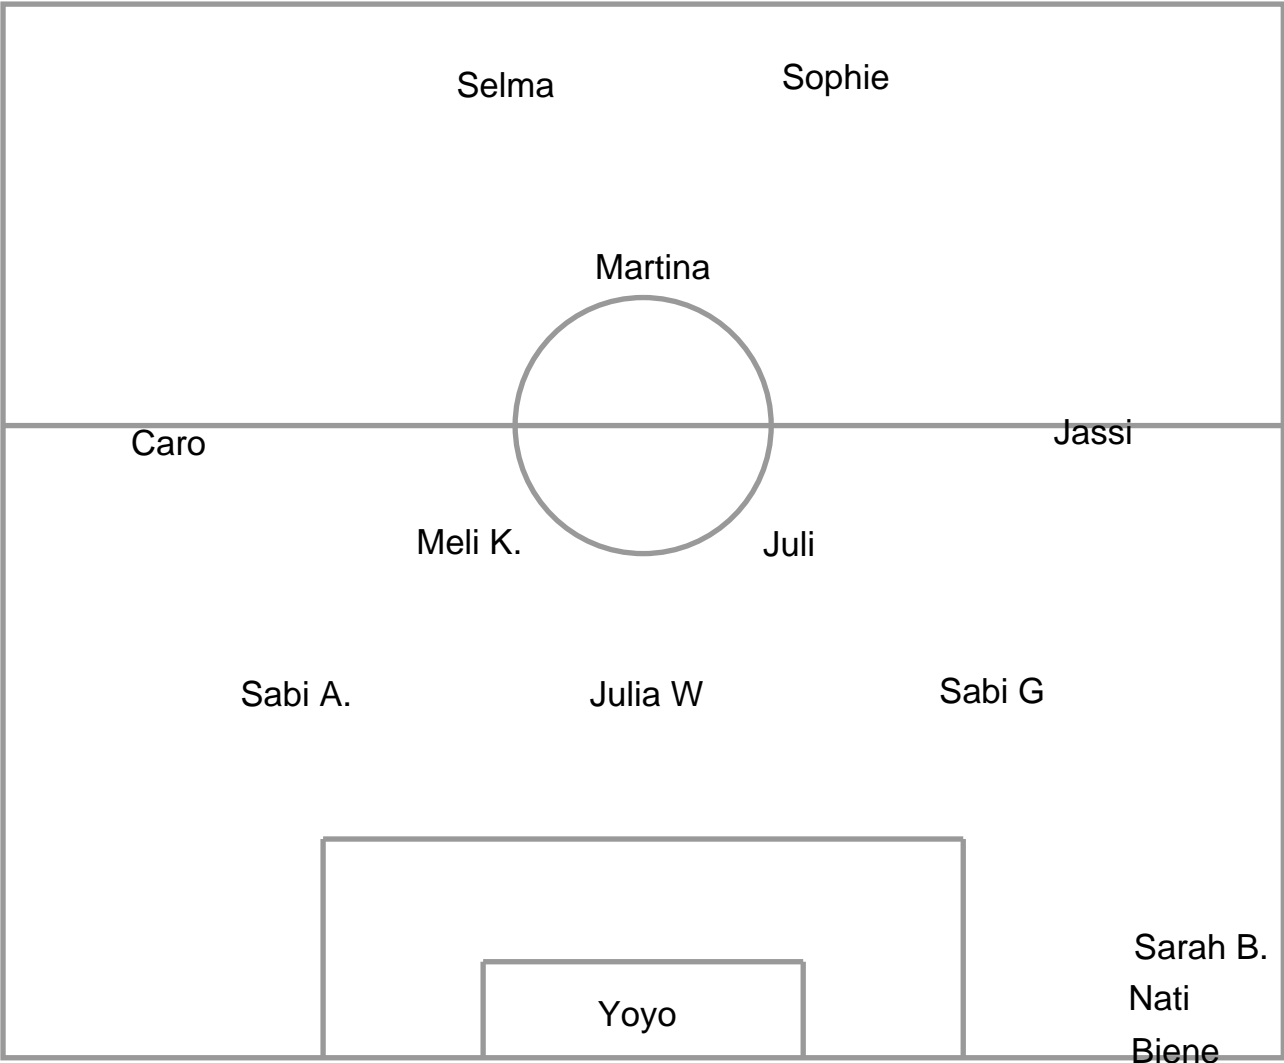 Selma
Sophie
Martina
Caro
Jassi
Meli K.
Juli
Sabi A.
Julia W
Sabi G
Sarah B.
Nati
Yoyo
Biene